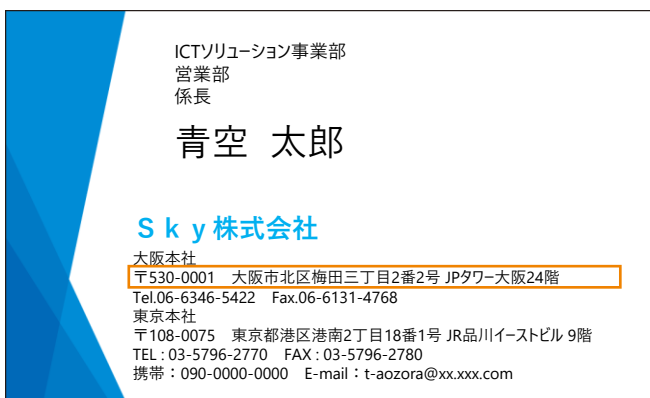 ICTソリューション事業部
営業部
係長
青空 太郎
Ｓｋｙ株式会社
大阪本社
〒530-0001 大阪市北区梅田三丁目2番2号 JPタワー大阪24階
Tel.06-6346-5422 Fax.06-6131-4768
東京本社
〒108-0075 東京都港区港南2丁目18番1号 JR品川イーストビル 9階
TEL : 03-5796-2770 FAX : 03-5796-2780
携帯：090-0000-0000 E-mail：t-aozora@xx.xxx.com